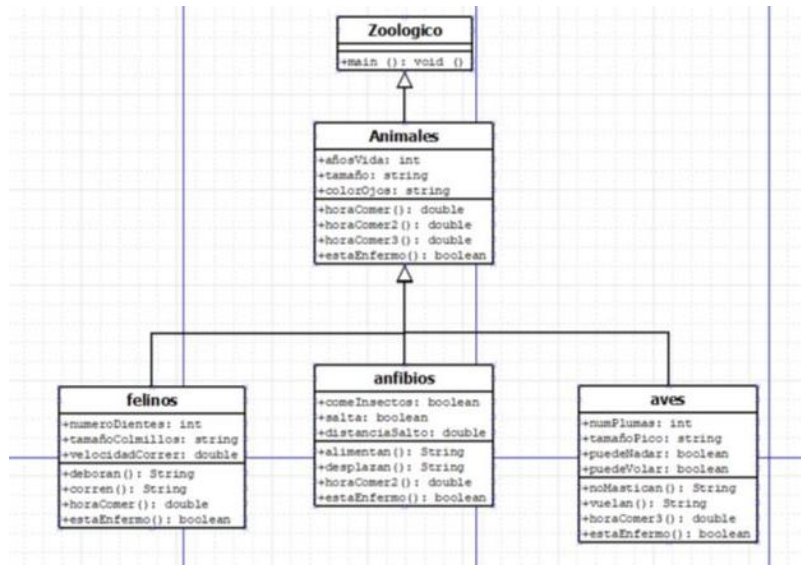 Zoologico
+main (): void ()
Animales
+añosVida: int
+tamaño: string
+colorOjos: string
+horaComer(): double
+horaComer2(): double
+horaComer3(): double
+estaEnfermo(): boolean
felinos
+numeroDientes: int
+tamañoColmillos: string
+velocidadCorrer: double
+deboran(): String
+corren(): String
+horaComer(): double
+estaEnfermo(): boolean
anfibios
+comeInsectos: boolean
+salta: boolean
+distanciaSalto: double
+alimentan(): String
+desplazan(): String
+horaComer2(): double
+estaEnfermo(): boolean
aves
+numPlumas: int
+tamañoPico: string
+puedeNadar: boolean
+puedeVolar: boolean
+noMastican(): String
+vuelan(): String
+horaComer3(): double
+estaEnfermo(): boolean